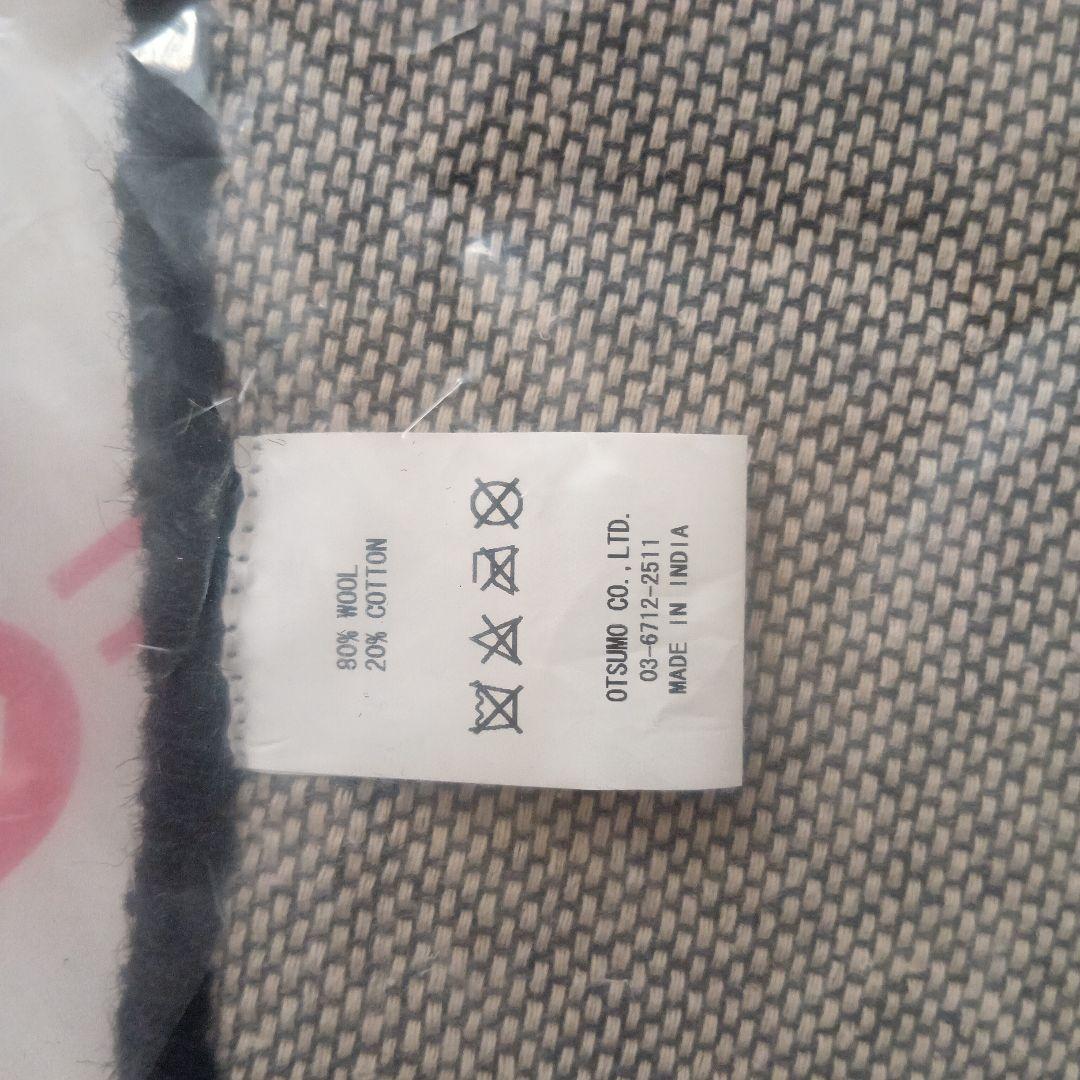 80% WOOL
20% COTTON
OTSUMO CO.,LTD.
03-6712-2511
MADE IN INDIA